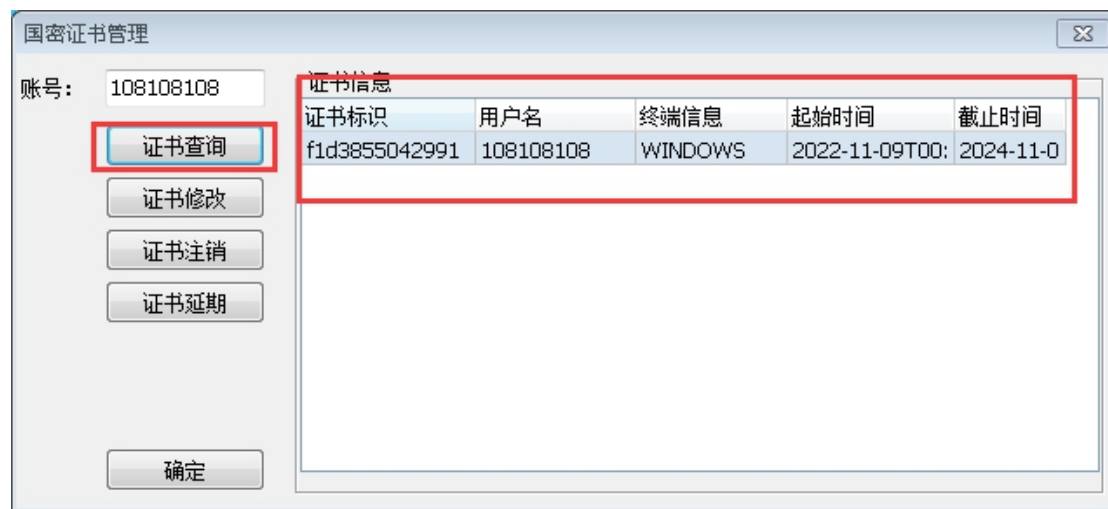 国密证书管理
账号： 108108108
证书信息
证书标识 用户名 终端信息 起始时间 截止时间
f1d3855042991 108108108 WINDOWS 2022-11-09T00: 2024-11-0
证书查询
证书修改
证书注销
证书延期
确定